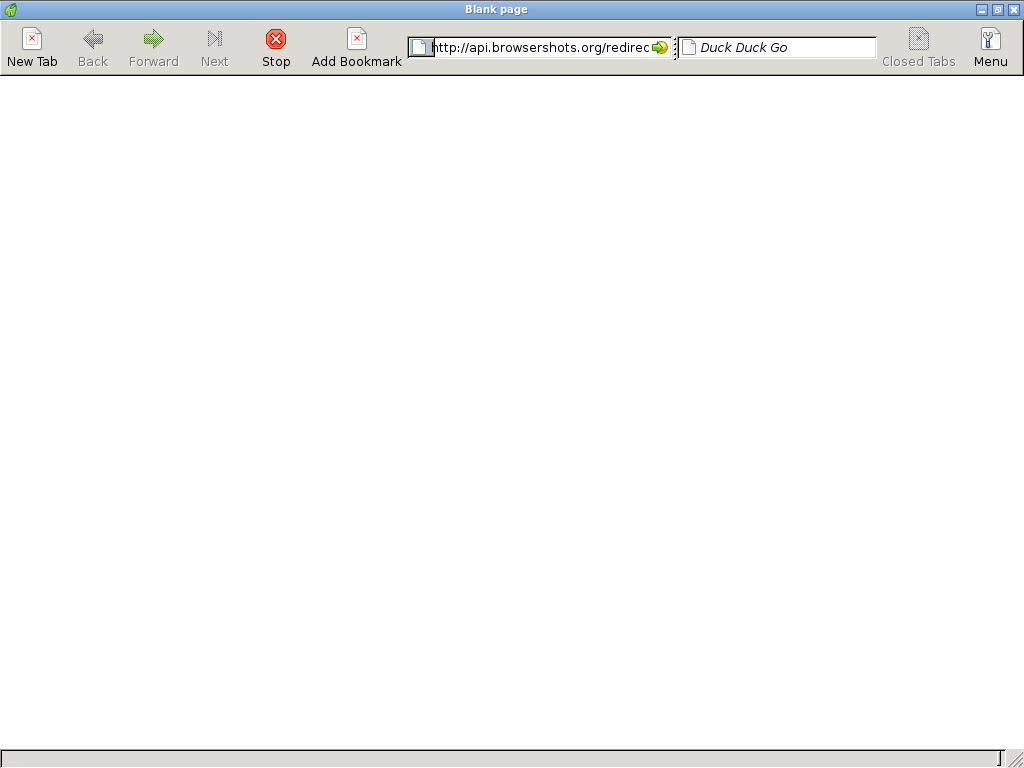 Blank page
New Tab
Back
Forward
Next
Stop
Add Bookmark
http://api.browsershots.org/redirec
Duck Duck Go
Closed Tabs
Menu